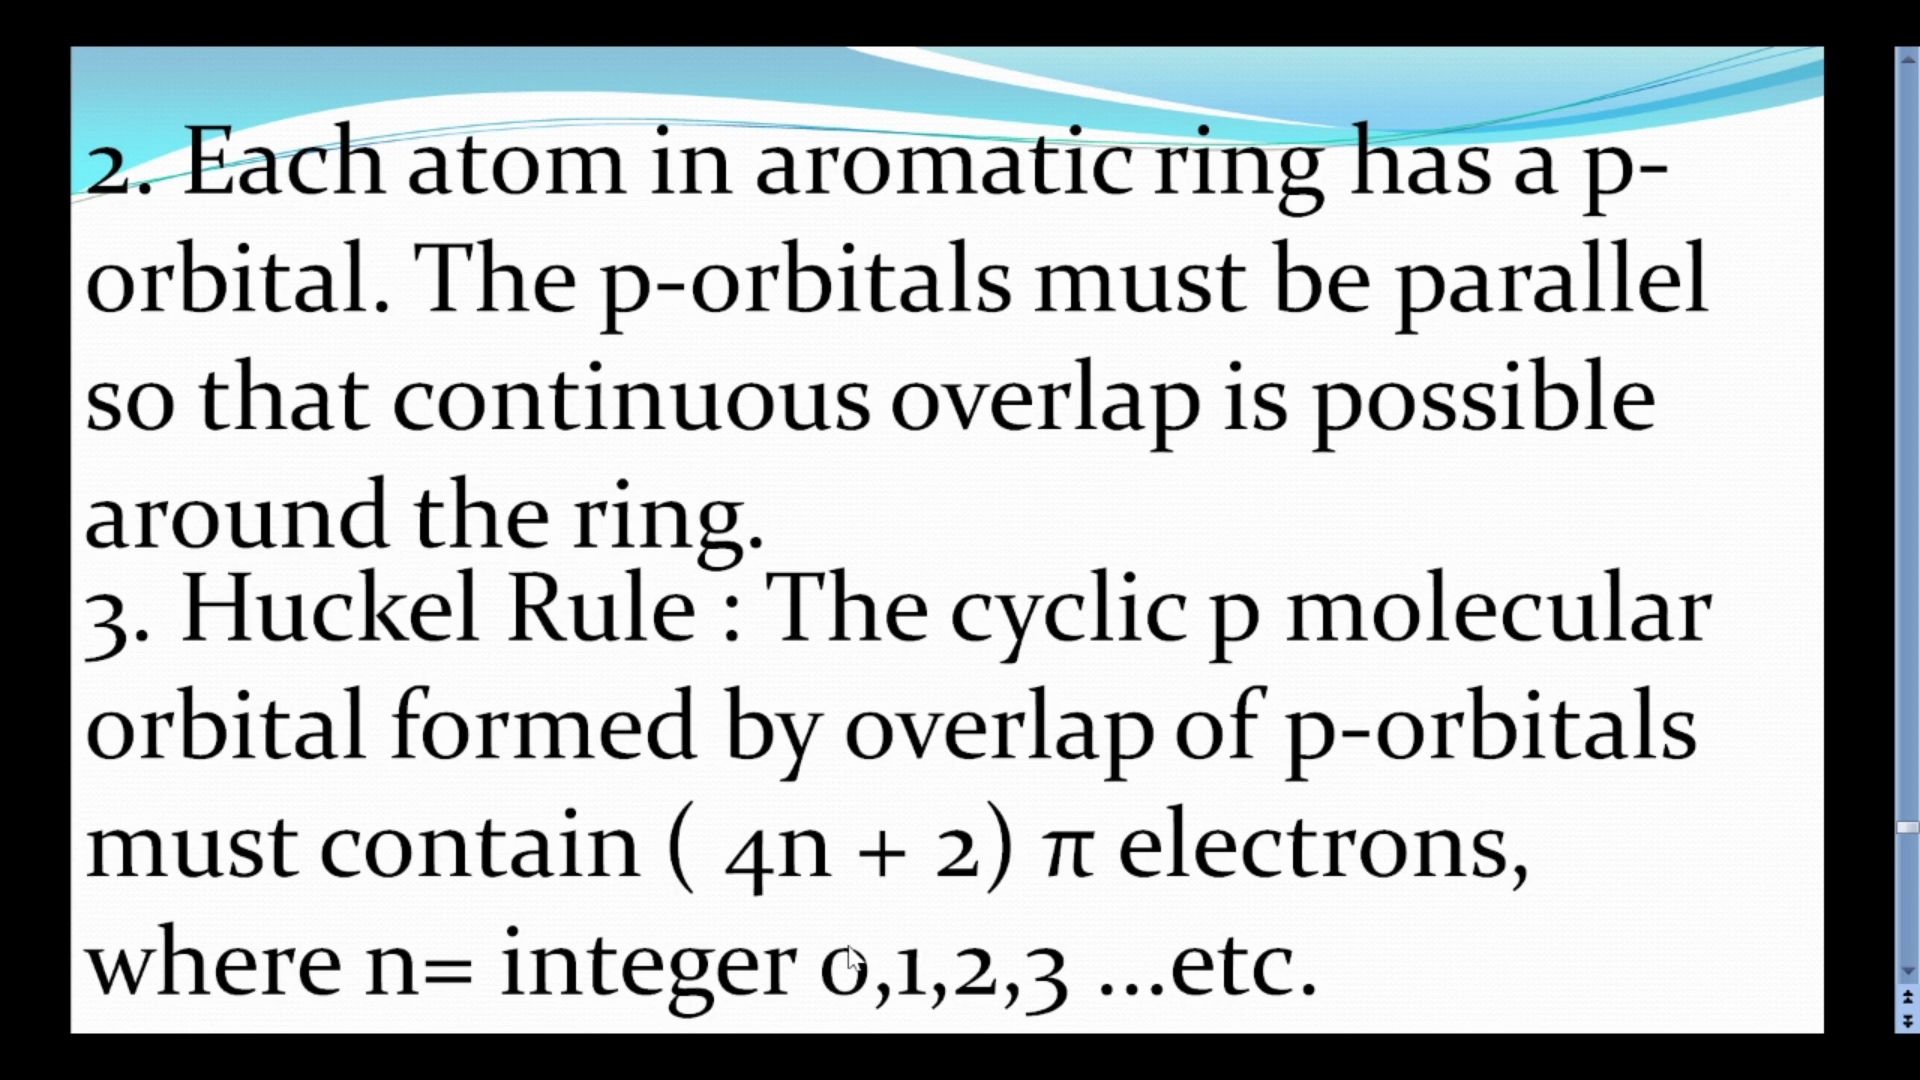 2. Each atom in aromatic ring has a p-
orbital. The p-orbitals must be parallel
so that continuous overlap is possible
around the ring.
3. Huckel Rule : The cyclic p molecular
orbital formed by overlap of p-orbitals
must contain ( 4n + 2) π electrons,
where n= integer 0,1,2,3 ...etc.